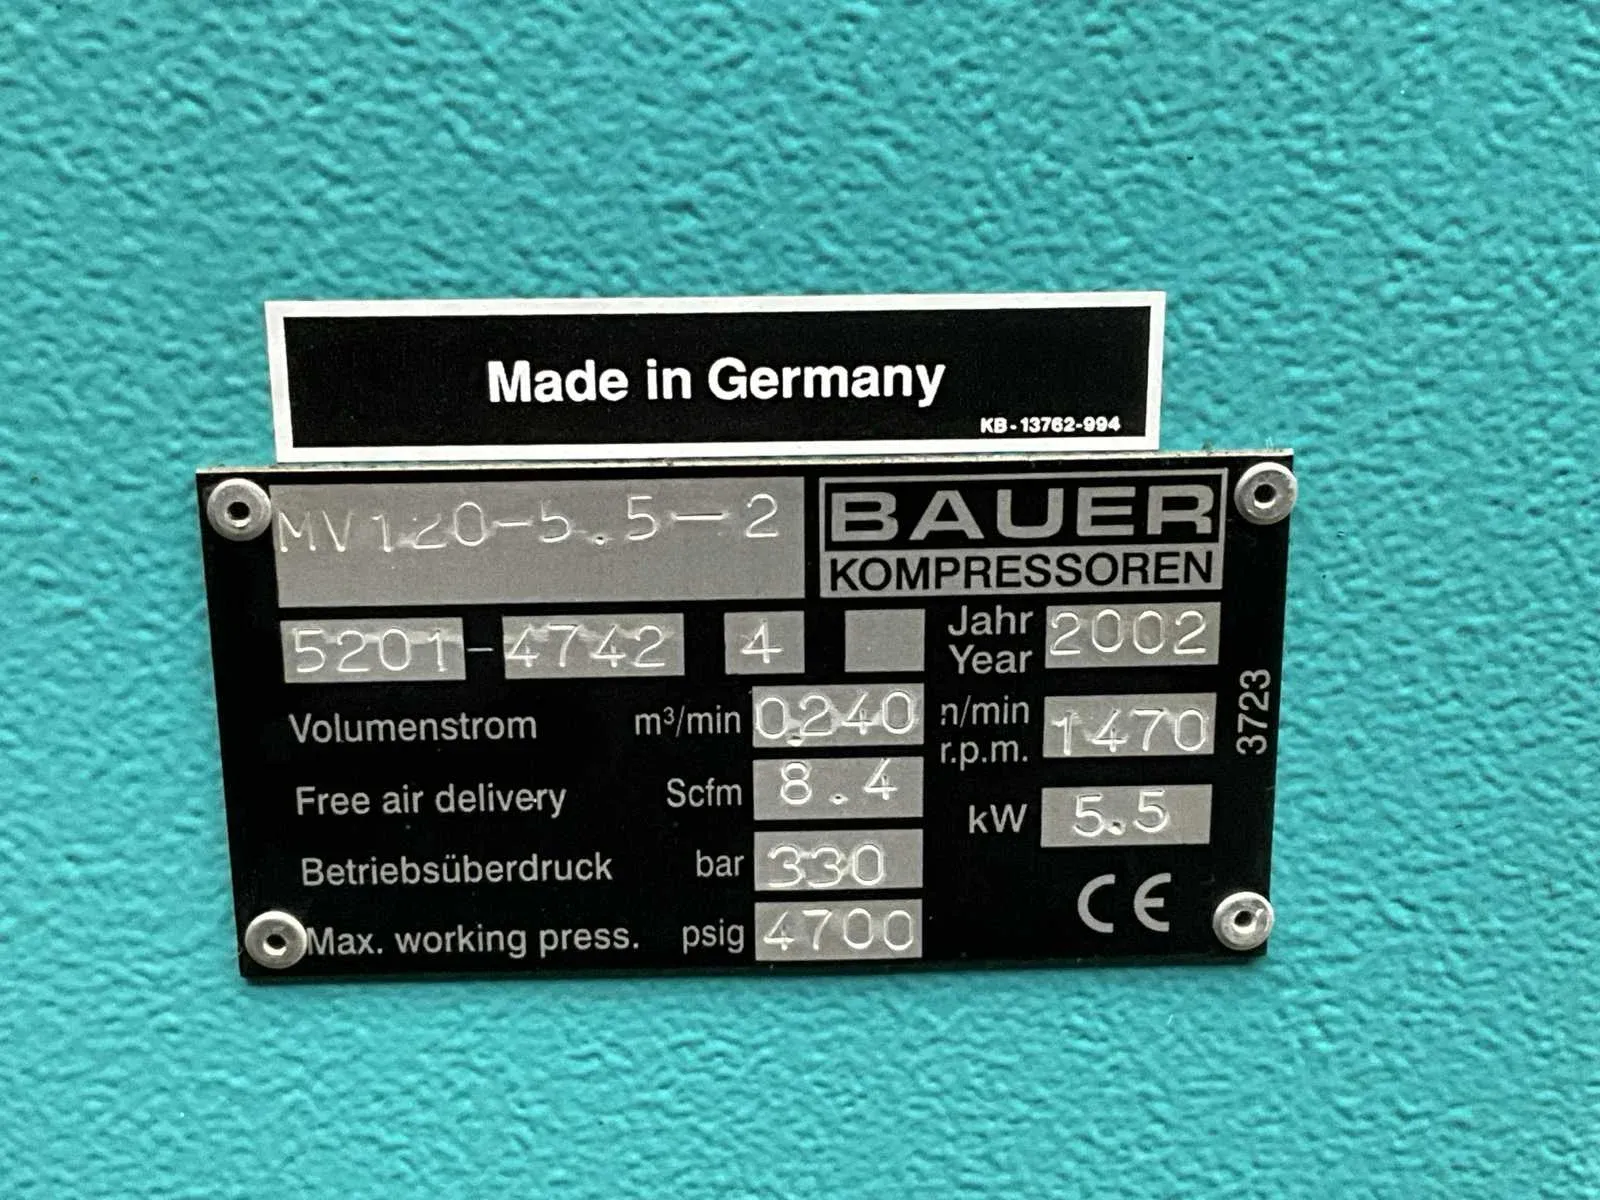 Made in Germany
KB-13762-994
MV120-5.5-2
BAUER
KOMPRESSOREN
5201-4742 4
Jahr
Year 2002
Volumenstrom m³/min 0,240
n/min
r.p.m. 1470
Free air delivery Scfm 8.4
kW 5.5
Betriebsüberdruck bar 330
Max. working press. psig 4700
CE
3723